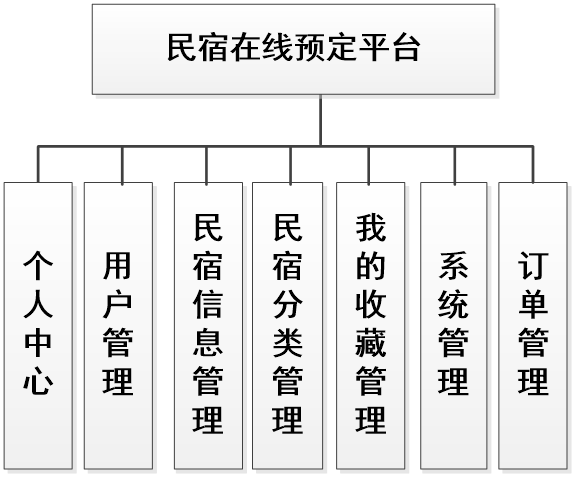 民宿在线预定平台
个人中心
用户管理
民宿信息管理
民宿分类管理
我的收藏管理
系统管理
订单管理